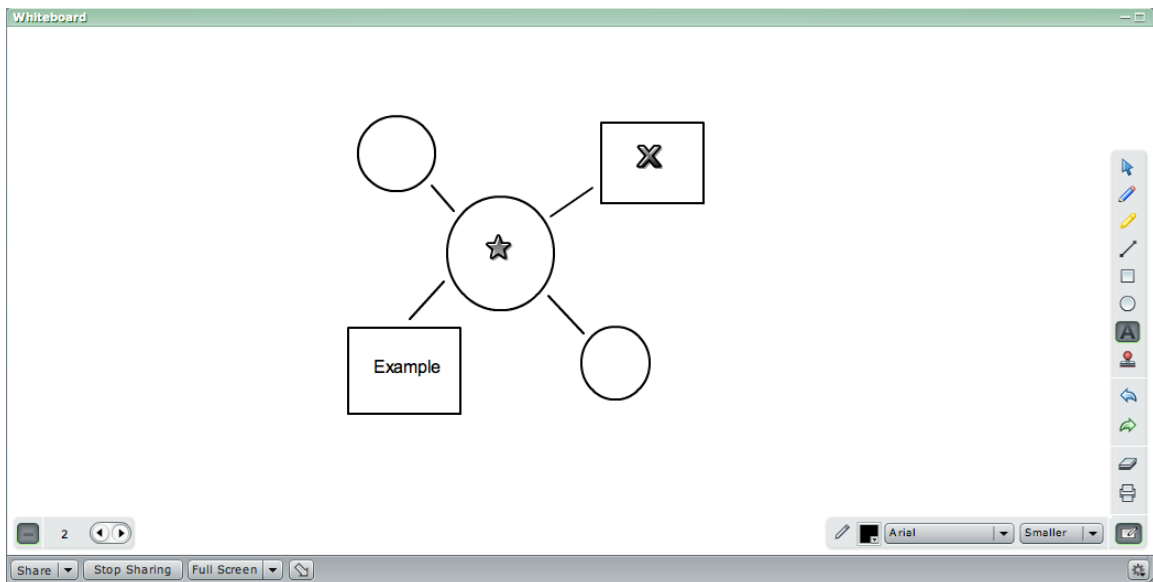 Whiteboard
Example
2
Arial
Smaller
Share
Stop Sharing
Full Screen